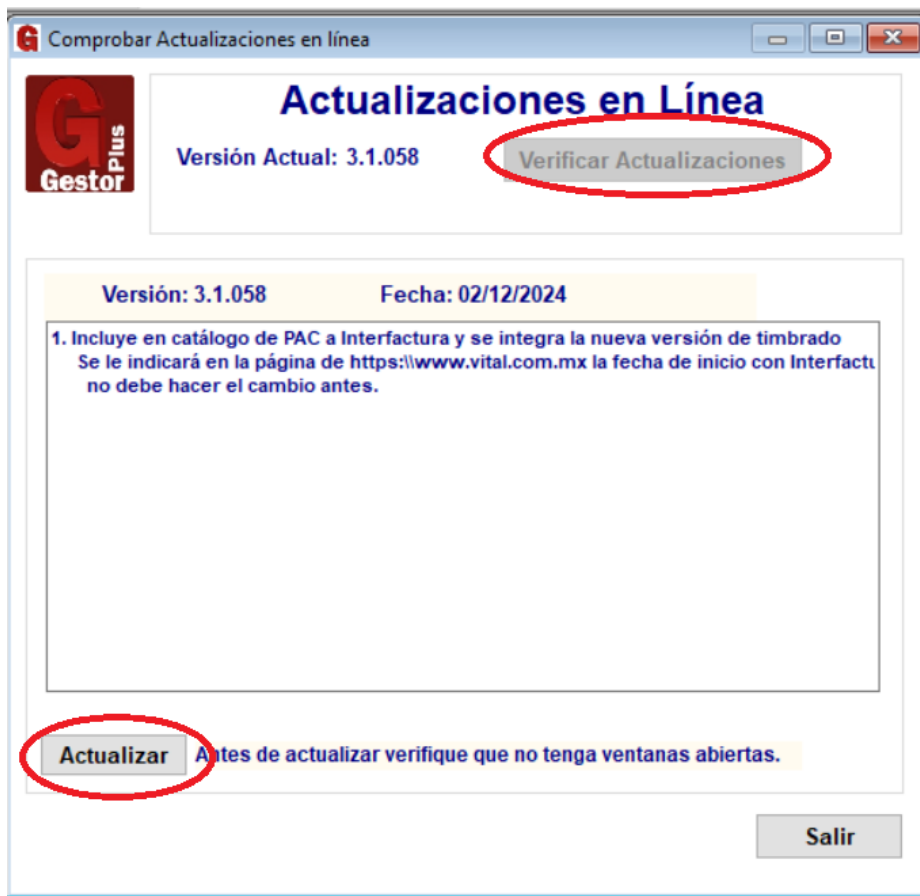 Comprobar Actualizaciones en línea
G
Gestor
Plus
Actualizaciones en Línea
Versión Actual: 3.1.058
Verificar Actualizaciones
Versión: 3.1.058 Fecha: 02/12/2024
1. Incluye en catálogo de PAC a Interfactura y se integra la nueva versión de timbrado
Se le indicará en la página de https:\\www.vital.com.mx la fecha de inicio con Interfactu
no debe hacer el cambio antes.
Actualizar
Antes de actualizar verifique que no tenga ventanas abiertas.
Salir